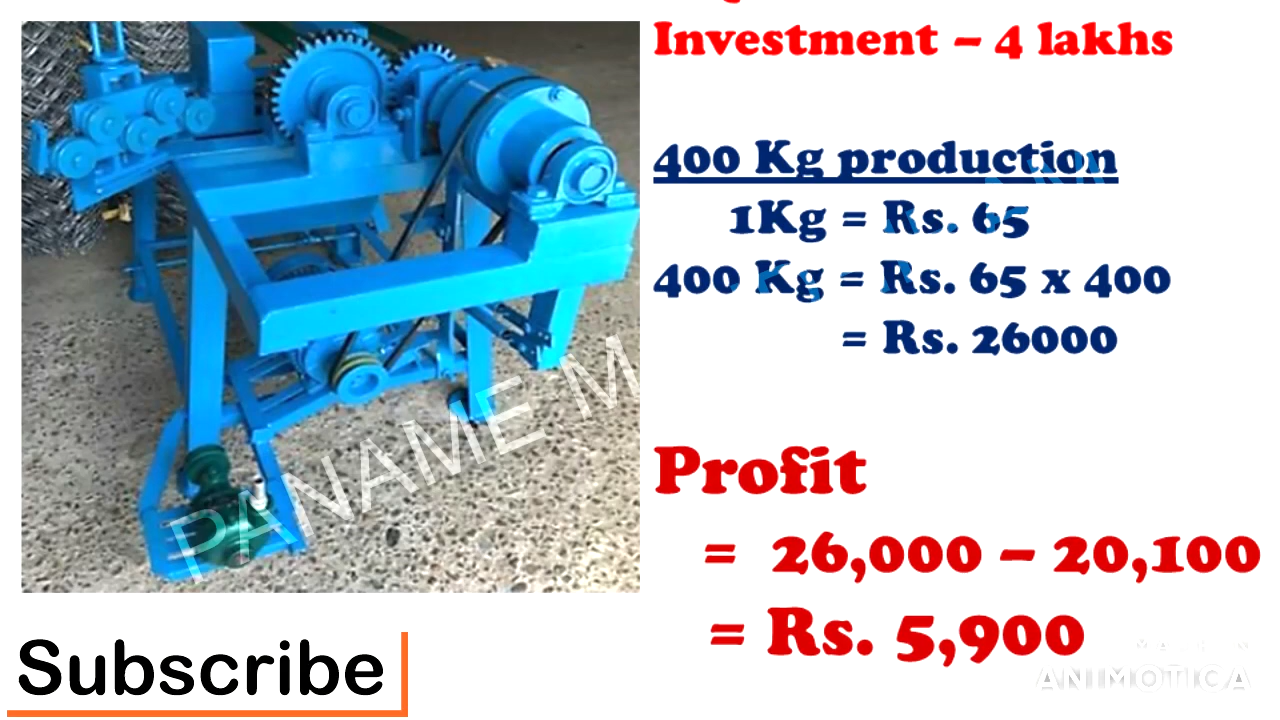 Investment – 4 lakhs
400 Kg production
1Kg = Rs. 65
400 Kg = Rs. 65 x 400
= Rs. 26000
Profit
= 26,000 – 20,100
= Rs. 5,900
PANAME M
Subscribe
ANIMOTICA